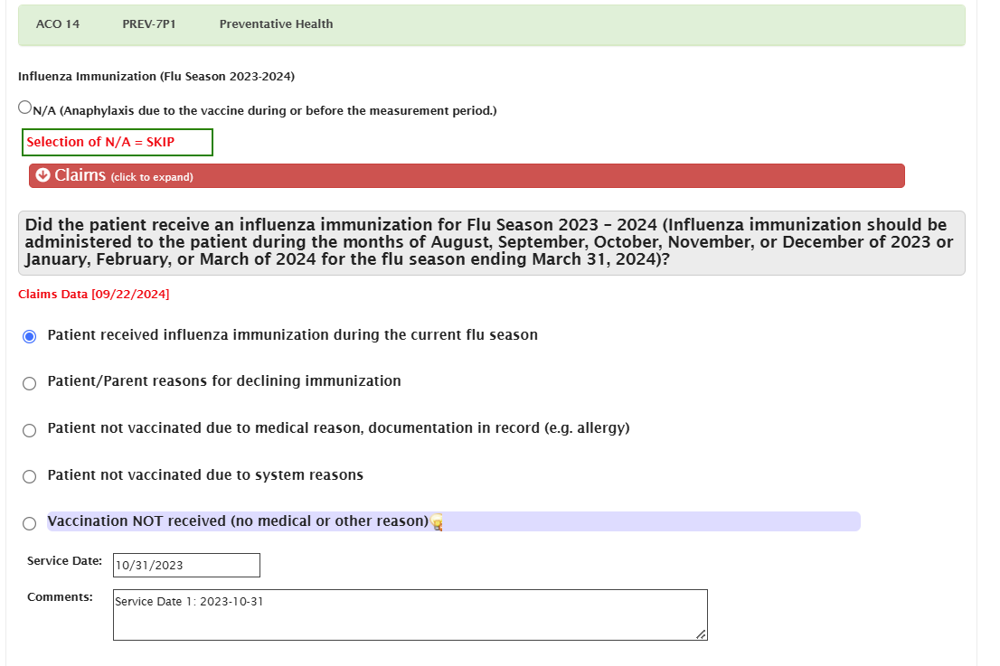 ACO 14 PREV-7P1 Preventative Health
Influenza Immunization (Flu Season 2023-2024)
N/A (Anaphylaxis due to the vaccine during or before the measurement period.)
Selection of N/A = SKIP
Claims (click to expand)
Did the patient receive an influenza immunization for Flu Season 2023 – 2024 (Influenza immunization should be
administered to the patient during the months of August, September, October, November, or December of 2023 or
January, February, or March of 2024 for the flu season ending March 31, 2024)?
Claims Data [09/22/2024]
Patient received influenza immunization during the current flu season
Patient/Parent reasons for declining immunization
Patient not vaccinated due to medical reason, documentation in record (e.g. allergy)
Patient not vaccinated due to system reasons
Vaccination NOT received (no medical or other reason)
Service Date: 10/31/2023
Comments: Service Date 1: 2023-10-31